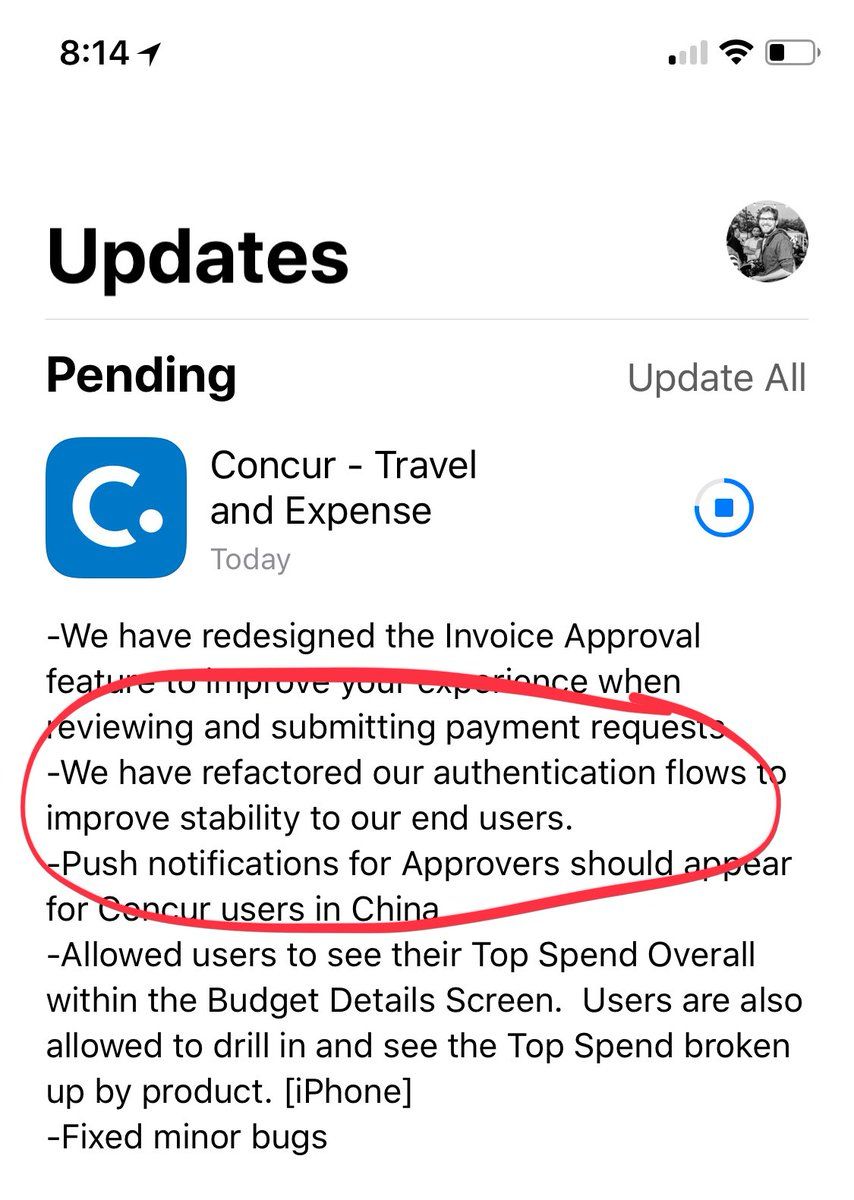 8:14
Updates
Pending
Update All
Concur - Travel
and Expense
Today
-We have redesigned the Invoice Approval
feature to improve your experience when
reviewing and submitting payment requests
-We have refactored our authentication flows to
improve stability to our end users.
-Push notifications for Approvers should appear
for Concur users in China
-Allowed users to see their Top Spend Overall
within the Budget Details Screen.  Users are also
allowed to drill in and see the Top Spend broken
up by product. [iPhone]
-Fixed minor bugs